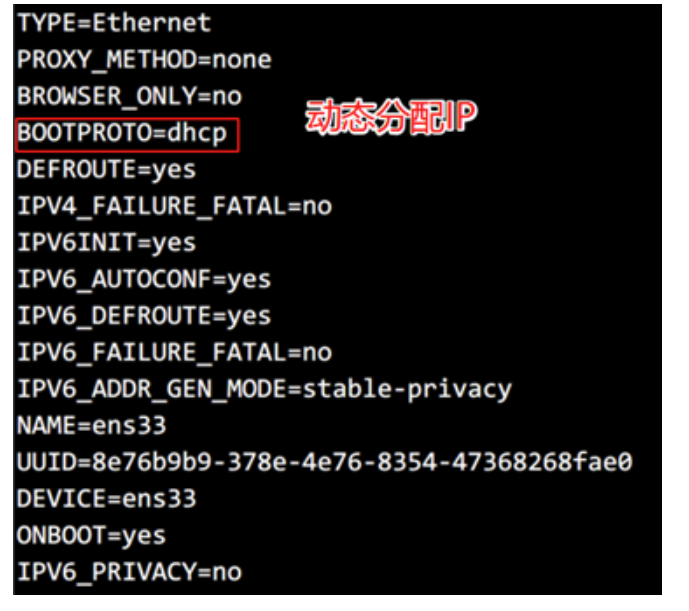 TYPE=Ethernet
PROXY_METHOD=none
BROWSER_ONLY=no
动态分配IP
BOOTPROTO=dhcp
DEFROUTE=yes
IPV4_FAILURE_FATAL=no
IPV6INIT=yes
IPV6_AUTOCONF=yes
IPV6_DEFROUTE=yes
IPV6_FAILURE_FATAL=no
IPV6_ADDR_GEN_MODE=stable-privacy
NAME=ens33
UUID=8e76b9b9-378e-4e76-8354-47368268fae0
DEVICE=ens33
ONBOOT=yes
IPV6_PRIVACY=no